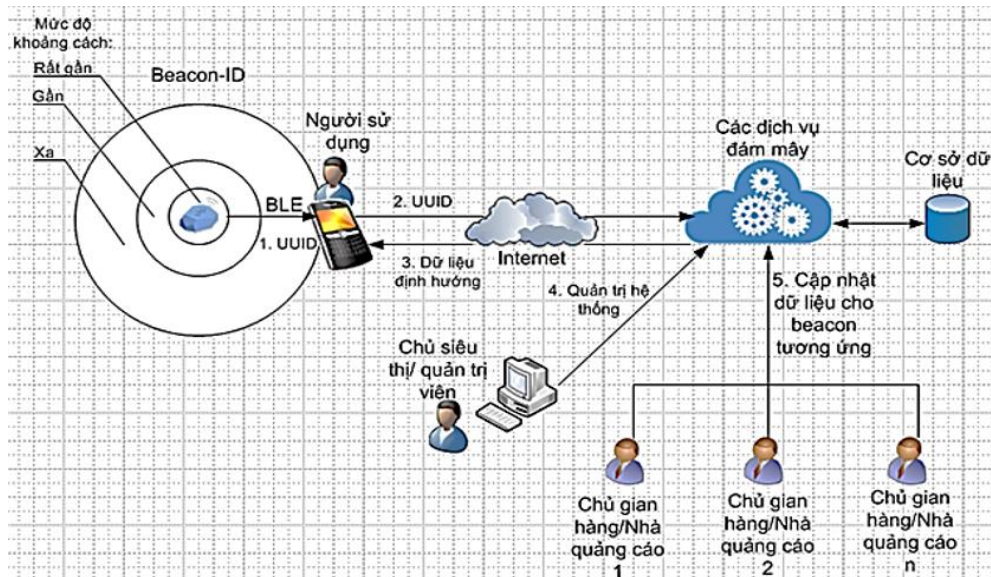 Mức độ
khoảng cách:
Rất gần
Gần
Xa
Beacon-ID
Người sử
dụng
BLE
1. UUID
2. UUID
Internet
3. Dữ liệu
định hướng
4. Quản trị hệ
thống
Các dịch vụ
đám mây
Cơ sở dữ
liệu
5. Cập nhật
dữ liệu cho
beacon
tương ứng
Chủ siêu
thị/ quản trị
viên
Chủ gian
hàng/Nhà
quảng cáo
1
Chủ gian
hàng/Nhà
quảng cáo
2
Chủ gian
hàng/Nhà
quảng cáo
n